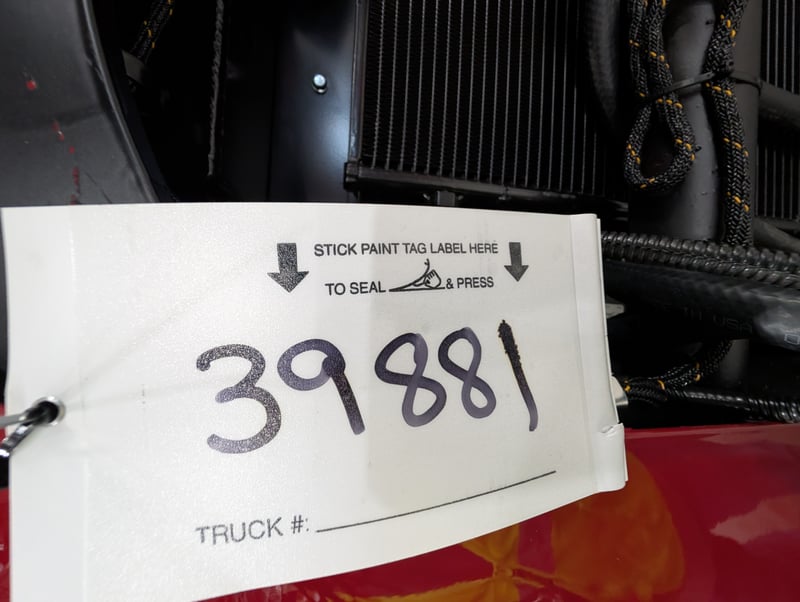 STICK PAINT TAG LABEL HERE
TO SEAL & PRESS
39881
TRUCK #: